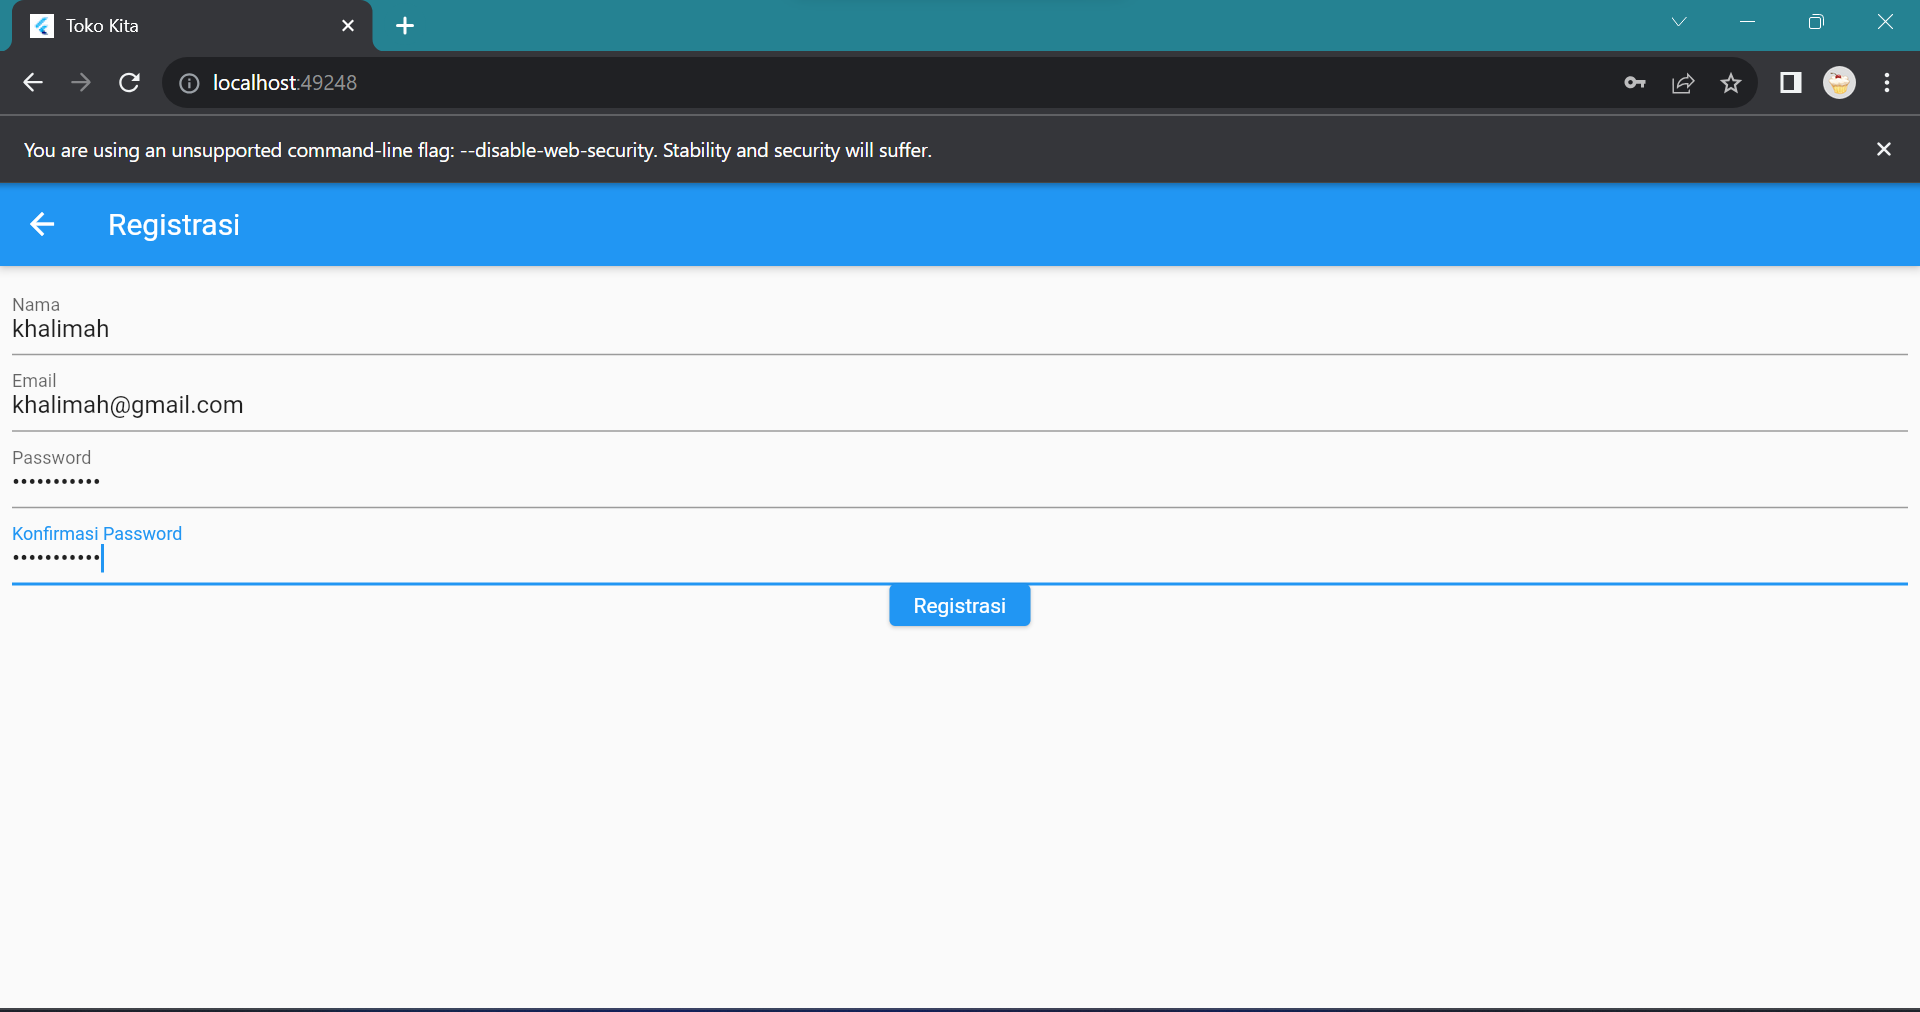 Toko Kita
localhost:49248
You are using an unsupported command-line flag: --disable-web-security. Stability and security will suffer.
Registrasi
Nama
khalimah
Email
khalimah@gmail.com
Password
•••••••••••
Konfirmasi Password
•••••••••••
Registrasi